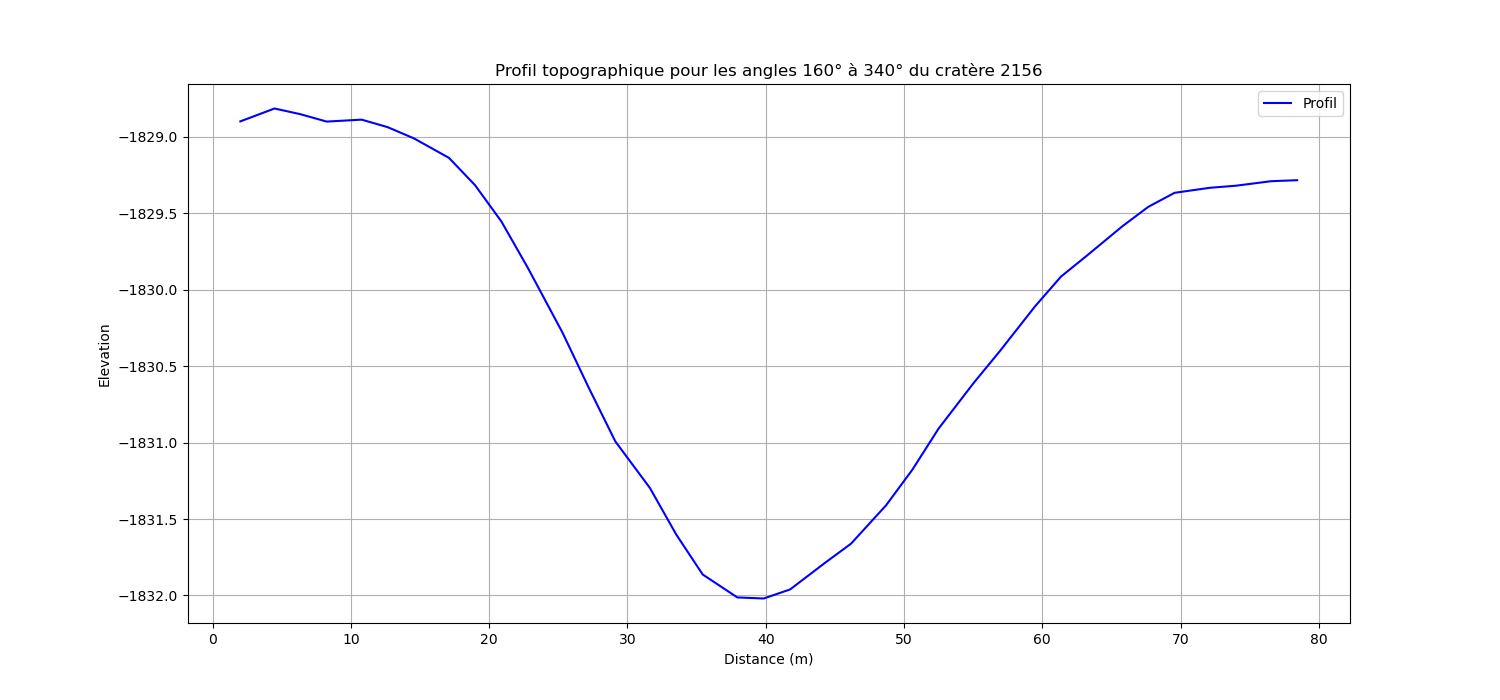 Profil topographique pour les angles 160° à 340° du cratère 2156
Profil
−1829.0
−1829.5
−1830.0
−1830.5
−1831.0
−1831.5
−1832.0
Elevation
0 10 20 30 40 50 60 70 80
Distance (m)